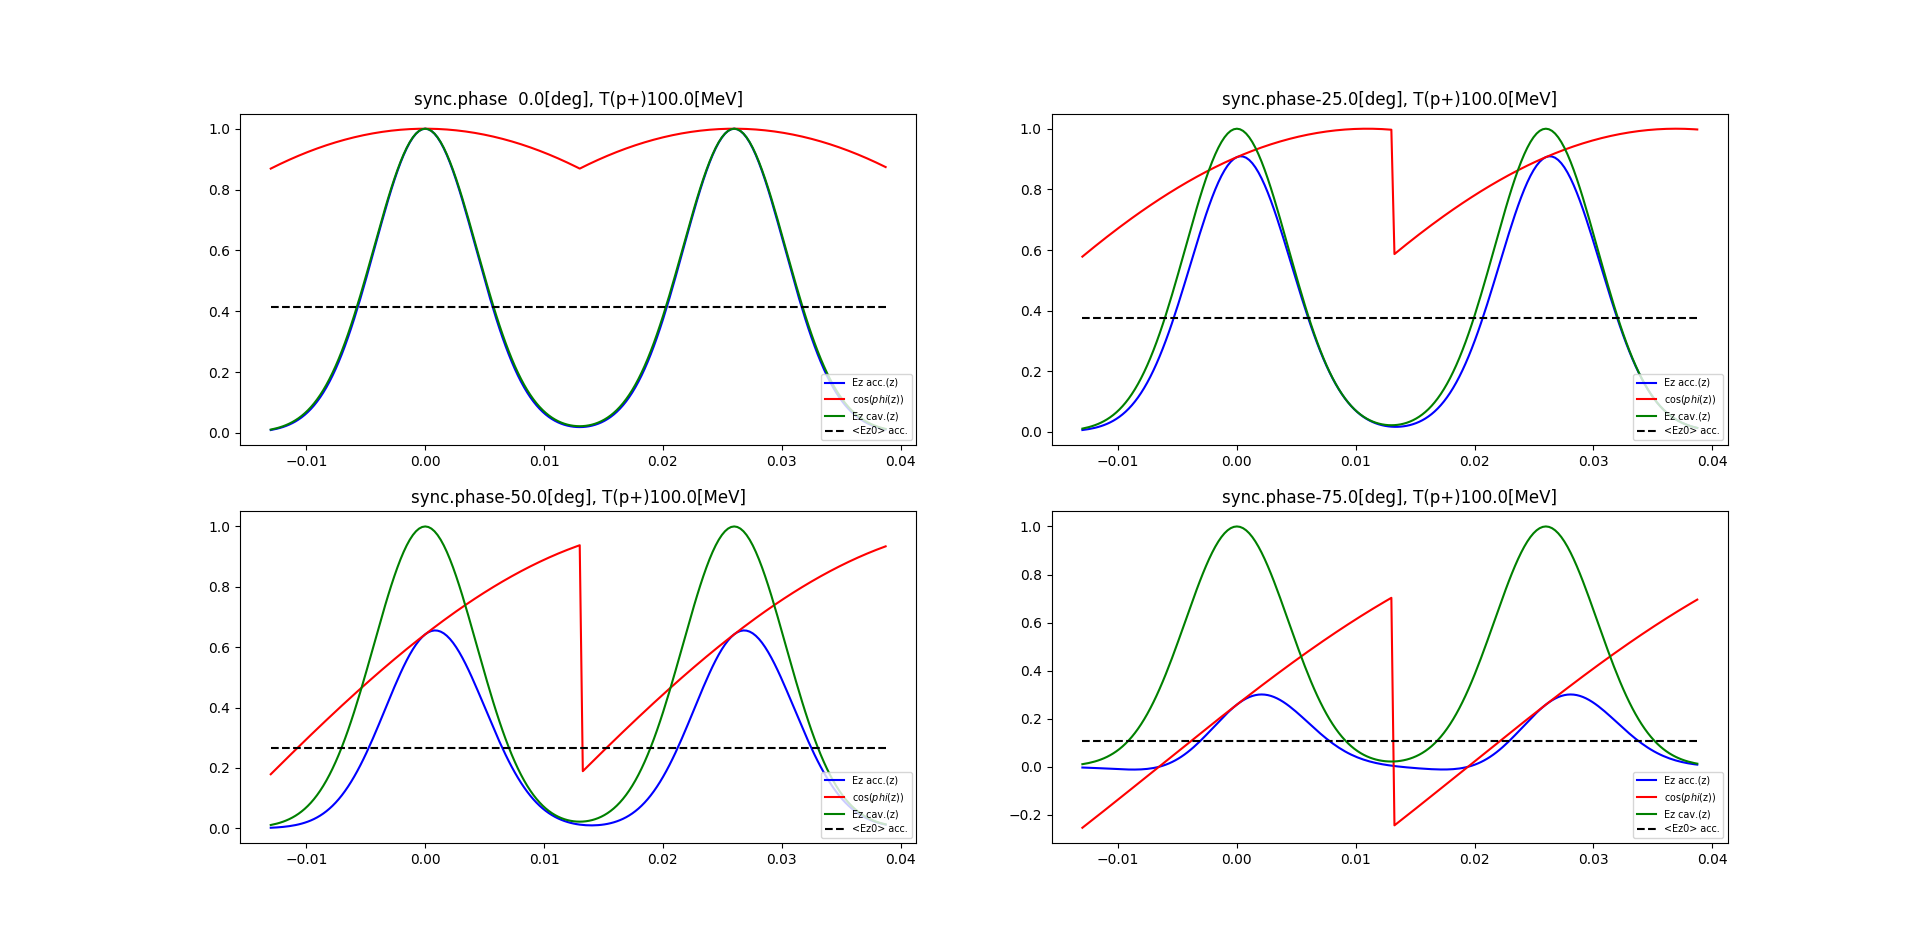 sync.phase  0.0[deg], T(p+)100.0[MeV]
1.0
0.8
0.6
0.4
0.2
0.0
Ez acc.(z)
cos(phi(z))
Ez cav.(z)
<Ez0> acc.
−0.01 0.00 0.01 0.02 0.03 0.04
sync.phase-25.0[deg], T(p+)100.0[MeV]
1.0
0.8
0.6
0.4
0.2
0.0
Ez acc.(z)
cos(phi(z))
Ez cav.(z)
<Ez0> acc.
−0.01 0.00 0.01 0.02 0.03 0.04
sync.phase-50.0[deg], T(p+)100.0[MeV]
1.0
0.8
0.6
0.4
0.2
0.0
Ez acc.(z)
cos(phi(z))
Ez cav.(z)
<Ez0> acc.
−0.01 0.00 0.01 0.02 0.03 0.04
sync.phase-75.0[deg], T(p+)100.0[MeV]
1.0
0.8
0.6
0.4
0.2
0.0
−0.2
Ez acc.(z)
cos(phi(z))
Ez cav.(z)
<Ez0> acc.
−0.01 0.00 0.01 0.02 0.03 0.04